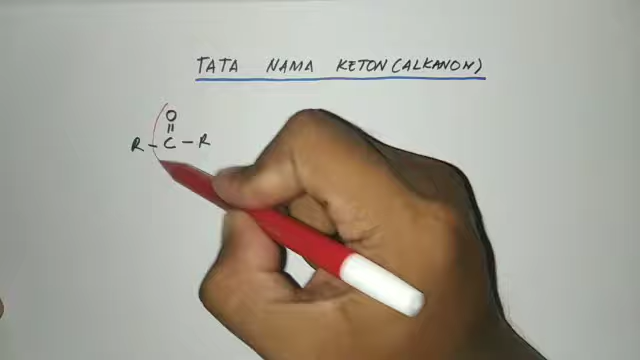 TATA NAMA KETON (ALKANON)
O
||
R - C - R